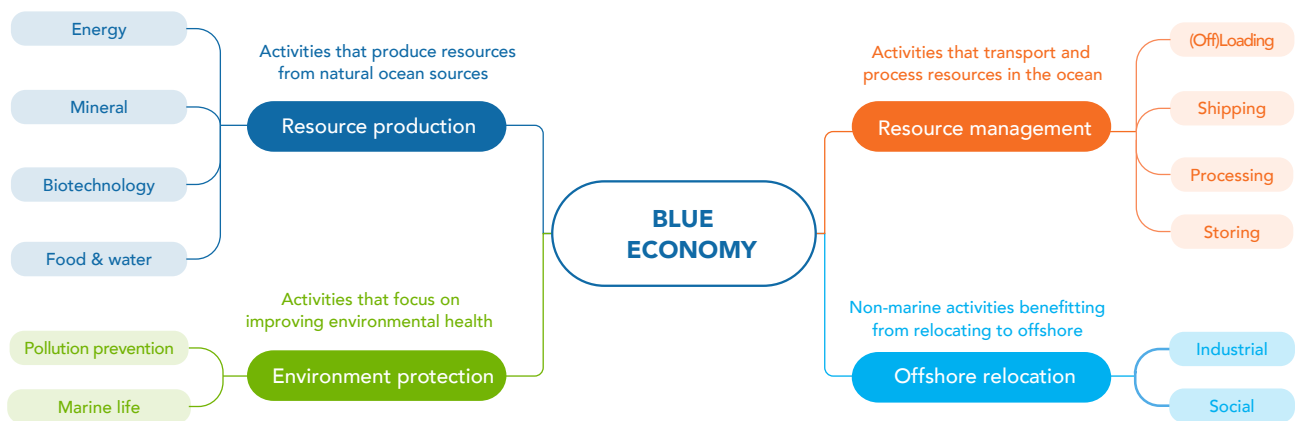 Energy
Mineral
Biotechnology
Food & water
Activities that produce resources
from natural ocean sources
Resource production
Pollution prevention
Marine life
Activities that focus on
improving environmental health
Environment protection
BLUE
ECONOMY
Activities that transport and
process resources in the ocean
Resource management
(Off)Loading
Shipping
Processing
Storing
Non-marine activities benefitting
from relocating to offshore
Offshore relocation
Industrial
Social